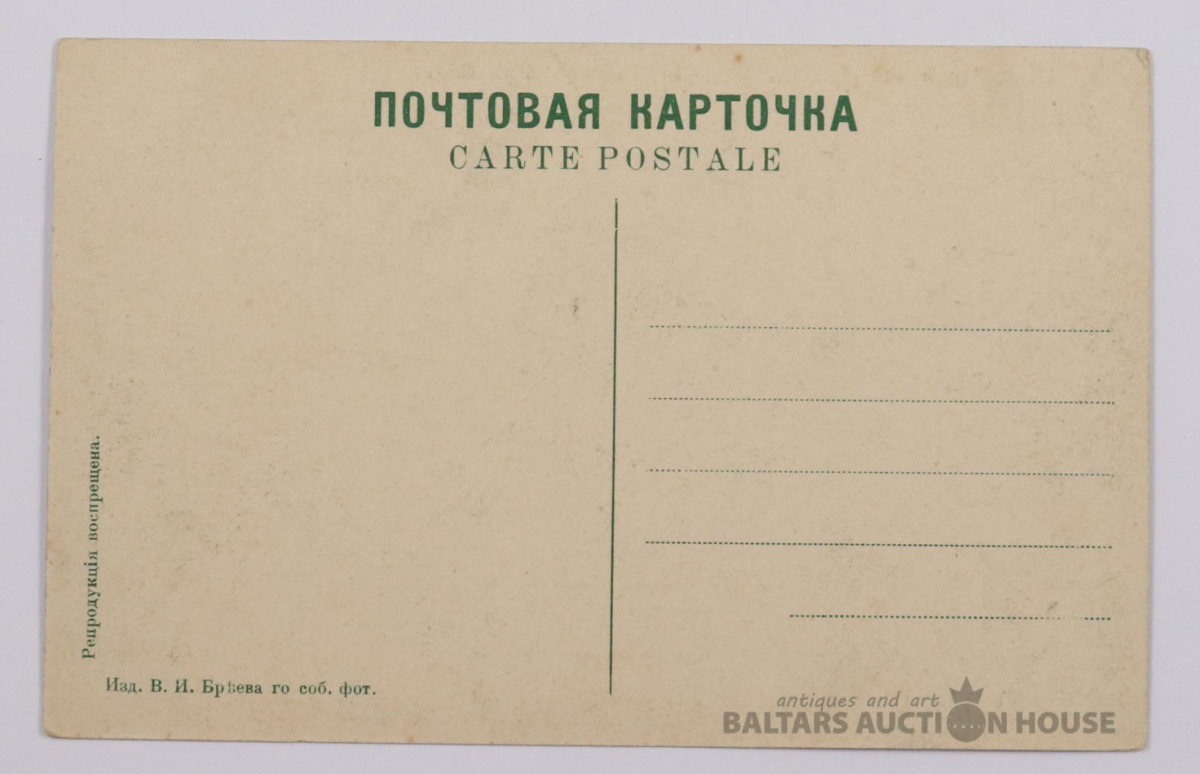 ПОЧТОВАЯ КАРТОЧКА
CARTE POSTALE
Репродукція воспрещена.
Изд. В. И. Брѣева го соб. фот.
antiques and art
BALTARS AUCTION HOUSE